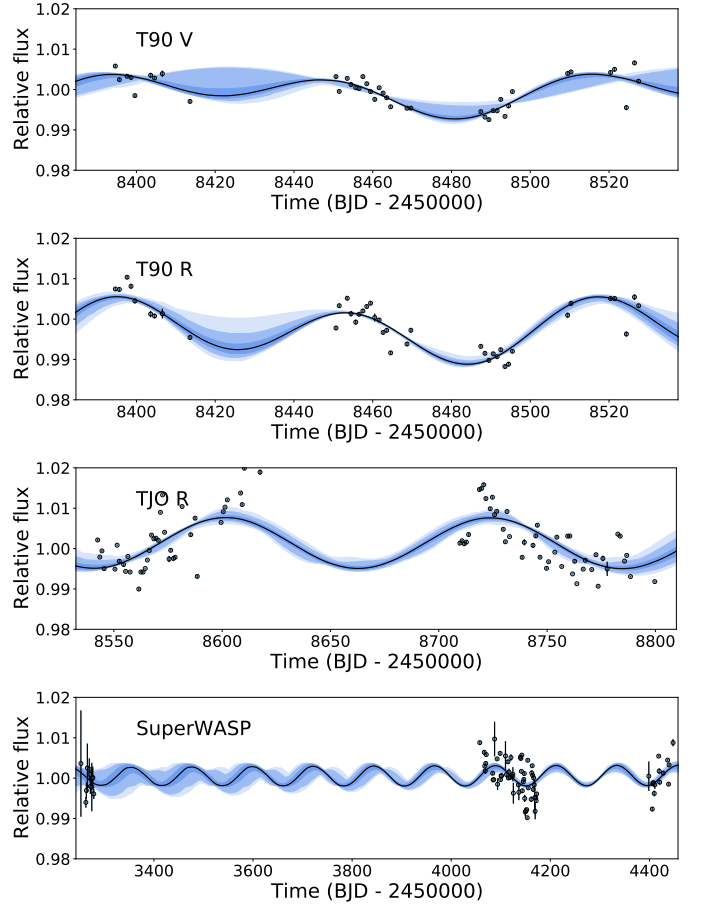 1.02
1.01
1.00
0.99
0.98
Relative flux
T90 V
8400 8420 8440 8460 8480 8500 8520
Time (BJD - 2450000)
1.02
1.01
1.00
0.99
0.98
Relative flux
T90 R
8400 8420 8440 8460 8480 8500 8520
Time (BJD - 2450000)
1.02
1.01
1.00
0.99
0.98
Relative flux
TJO R
8550 8600 8650 8700 8750 8800
Time (BJD - 2450000)
1.02
1.01
1.00
0.99
0.98
Relative flux
SuperWASP
3400 3600 3800 4000 4200 4400
Time (BJD - 2450000)